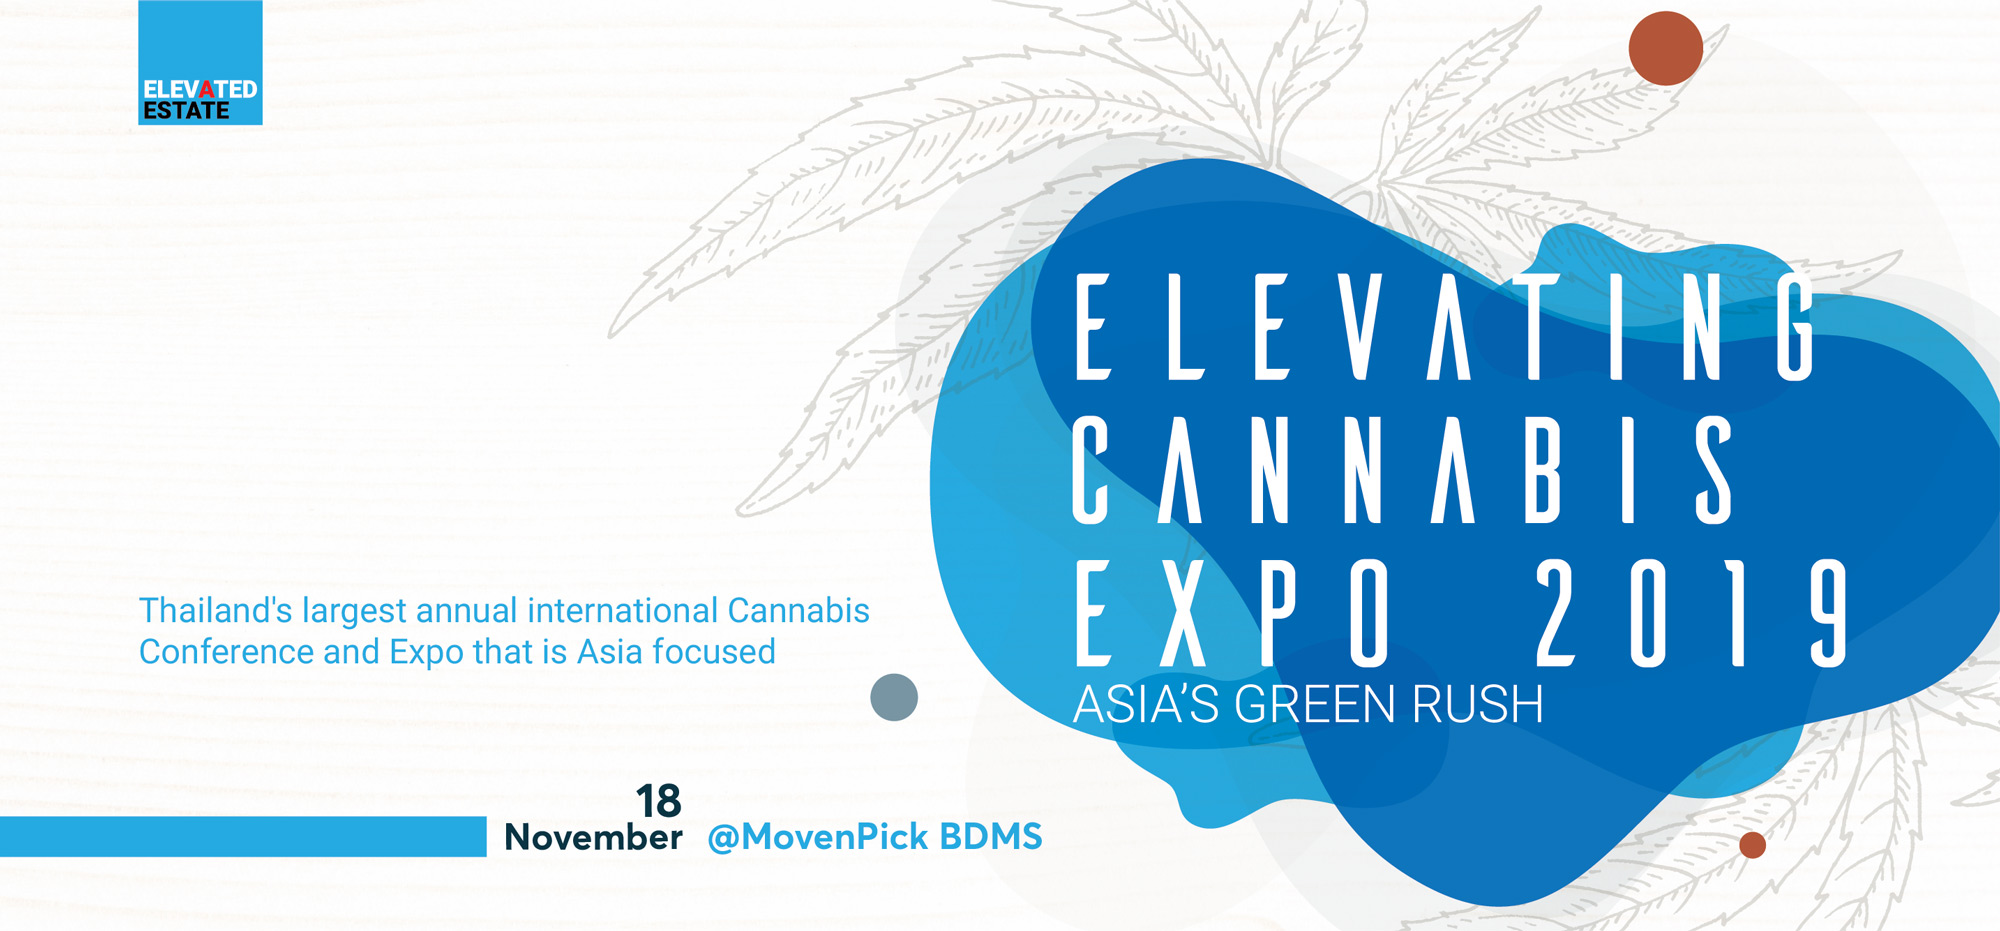 ELEVATED
ESTATE
ELEVATING
CANNABIS
EXPO 2019
ASIA'S GREEN RUSH
Thailand's largest annual international Cannabis
Conference and Expo that is Asia focused
18
November @MovenPick BDMS